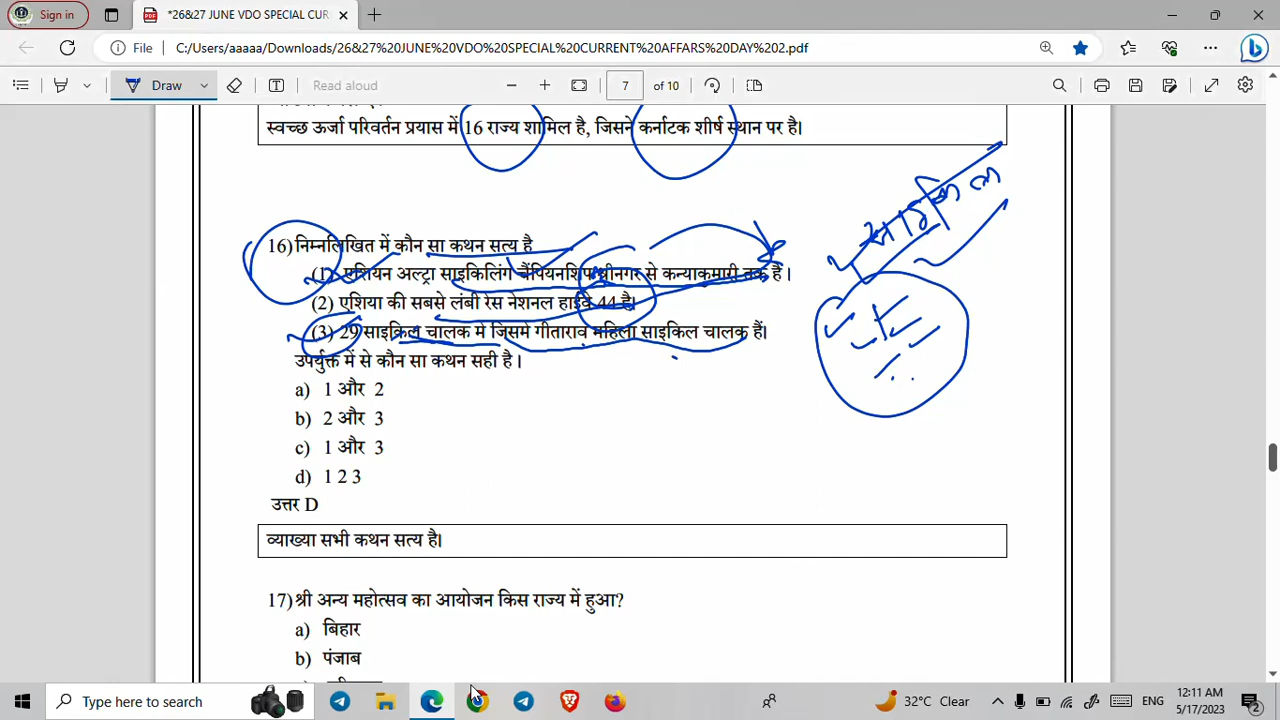 Sign in
*26&27 JUNE VDO SPECIAL CUR
File
C:/Users/aaaaa/Downloads/26&27%20JUNE%20VDO%20SPECIAL%20CURRENT%20AFFARS%20DAY%202.pdf
Draw
Read aloud
7 of 10
स्वच्छ ऊर्जा परिवर्तन प्रयास में 16 राज्य शामिल है, जिसने कर्नाटक शीर्ष स्थान पर है।
16) निम्नलिखित में कौन सा कथन सत्य है
(1) एशियन अल्ट्रा साइकिलिंग चैंपियनशिप श्रीनगर से कन्याकमारी तक है।
(2) एशिया की सबसे लंबी रेस नेशनल हाईवे 44 है।
(3) 29 साइकिल चालक मे जिसमे गीताराव महिला साइकिल चालक हैं।
उपर्युक्त में से कौन सा कथन सही है।
a) 1 और 2
b) 2 और 3
c) 1 और 3
d) 1 2 3
उत्तर D
व्याख्या सभी कथन सत्य है।
17) श्री अन्य महोत्सव का आयोजन किस राज्य में हुआ?
a) बिहार
b) पंजाब
Type here to search
32°C Clear
ENG
12:11 AM
5/17/2023
2